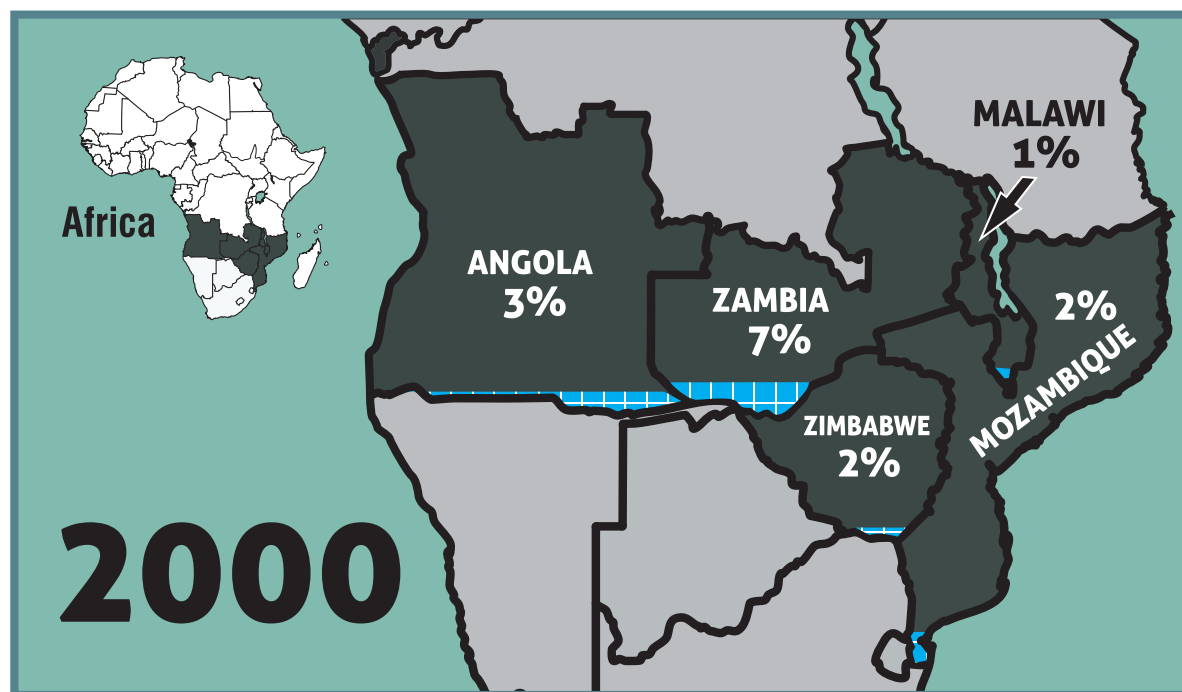 Africa
MALAWI
1%
ANGOLA
3%
ZAMBIA
7%
2%
MOZAMBIQUE
ZIMBABWE
2%
2000